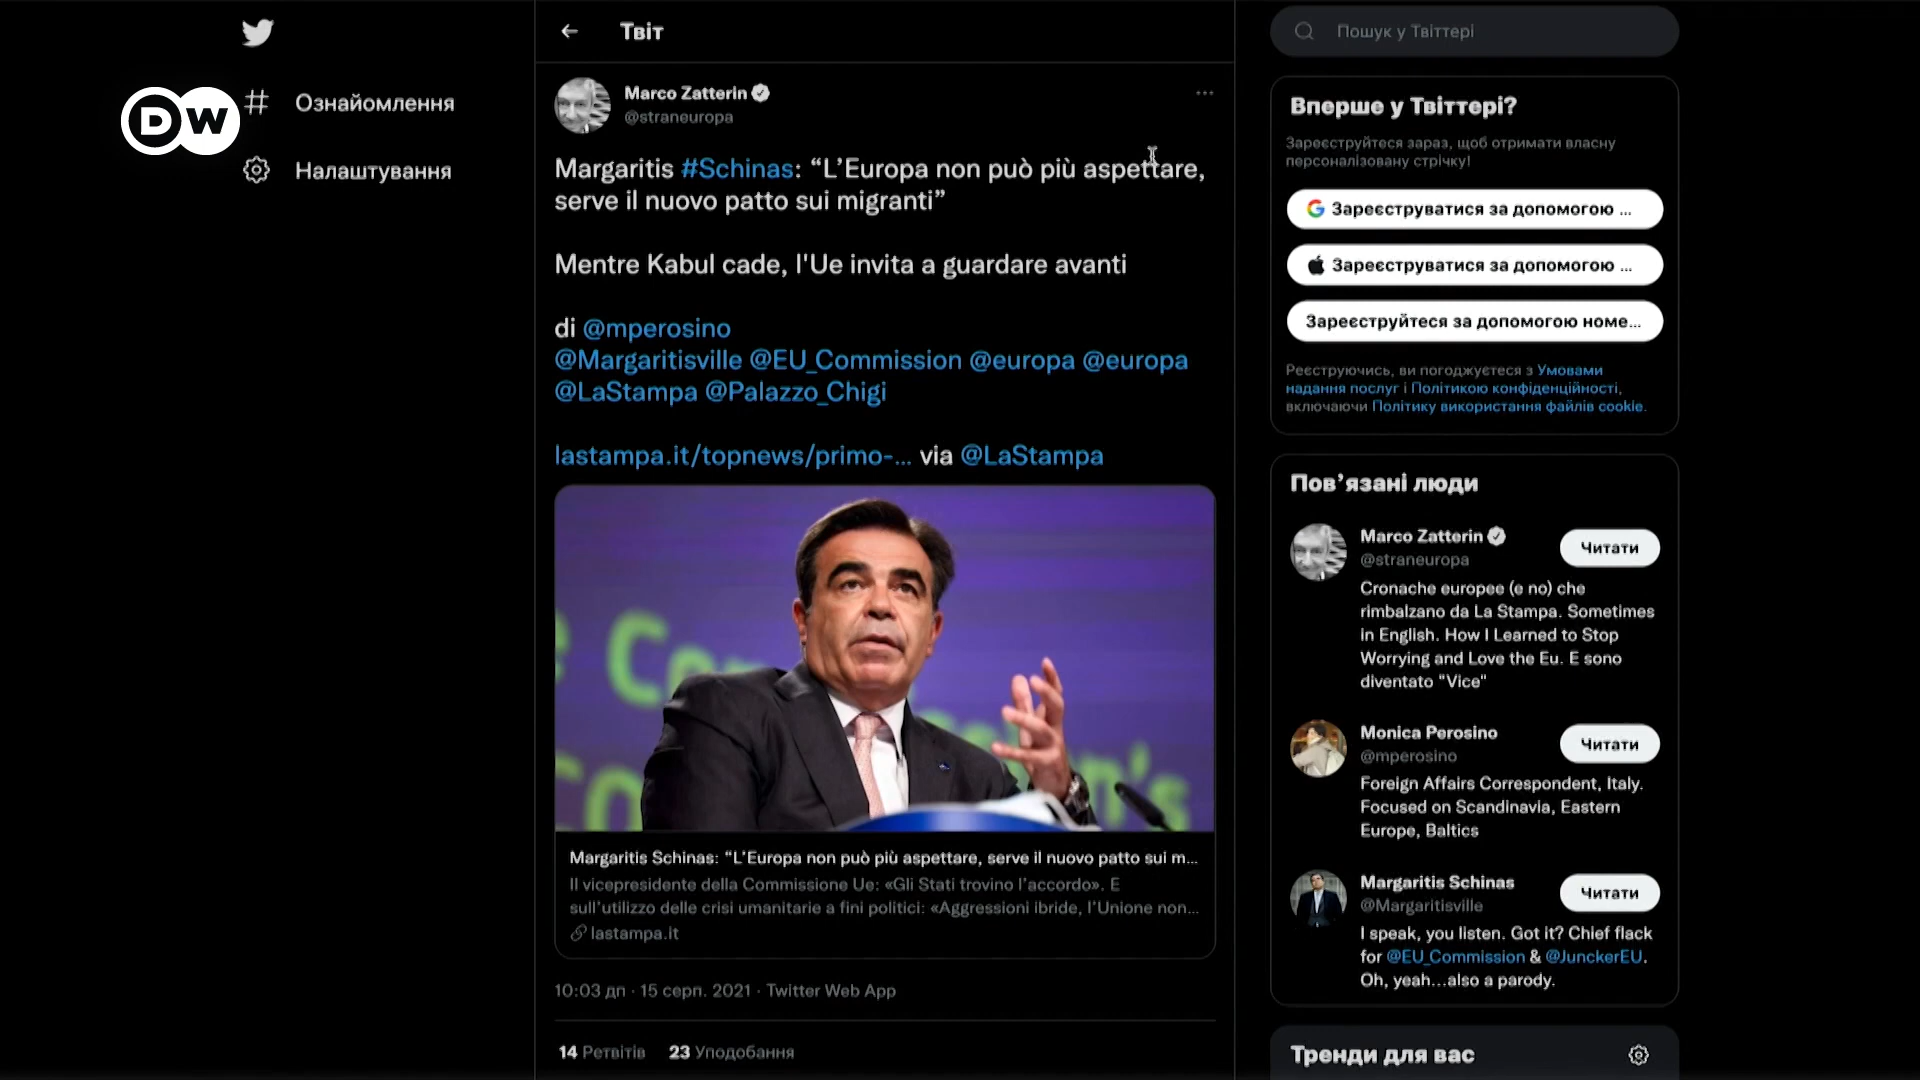 DW
Ознайомлення
Налаштування
Твіт
Marco Zatterin
@straneuropa
Margaritis #Schinas: “L’Europa non può più aspettare,
serve il nuovo patto sui migranti”
Mentre Kabul cade, l'Ue invita a guardare avanti
di @mperosino
@Margaritisville @EU_Commission @europa @europa
@LaStampa @Palazzo_Chigi
lastampa.it/topnews/primo-... via @LaStampa
Margaritis Schinas: “L’Europa non può più aspettare, serve il nuovo patto sui m...
Il vicepresidente della Commissione Ue: «Gli Stati trovino l’accordo». E
sull’utilizzo delle crisi umanitarie a fini politici: «Aggressioni ibride, l’Unione non...
lastampa.it
10:03 дп · 15 серп. 2021 · Twitter Web App
14 Ретвітів 23 Уподобання
Пошук у Твіттері
Вперше у Твіттері?
Зареєструйтеся зараз, щоб отримати власну
персоналізовану стрічку!
Зареєструватися за допомогою ...
Зареєструватися за допомогою ...
Зареєструйтеся за допомогою номе...
Реєструючись, ви погоджуєтеся з Умовами
надання послуг і Політикою конфіденційності,
включаючи Політику використання файлів cookie.
Пов’язані люди
Marco Zatterin
@straneuropa
Читати
Cronache europee (e no) che
rimbalzano da La Stampa. Sometimes
in English. How I Learned to Stop
Worrying and Love the Eu. E sono
diventato "Vice"
Monica Perosino
@mperosino
Читати
Foreign Affairs Correspondent, Italy.
Focused on Scandinavia, Eastern
Europe, Baltics
Margaritis Schinas
@Margaritisville
Читати
I speak, you listen. Got it? Chief flack
for @EU_Commission & @JunckerEU.
Oh, yeah...also a parody.
Тренди для вас